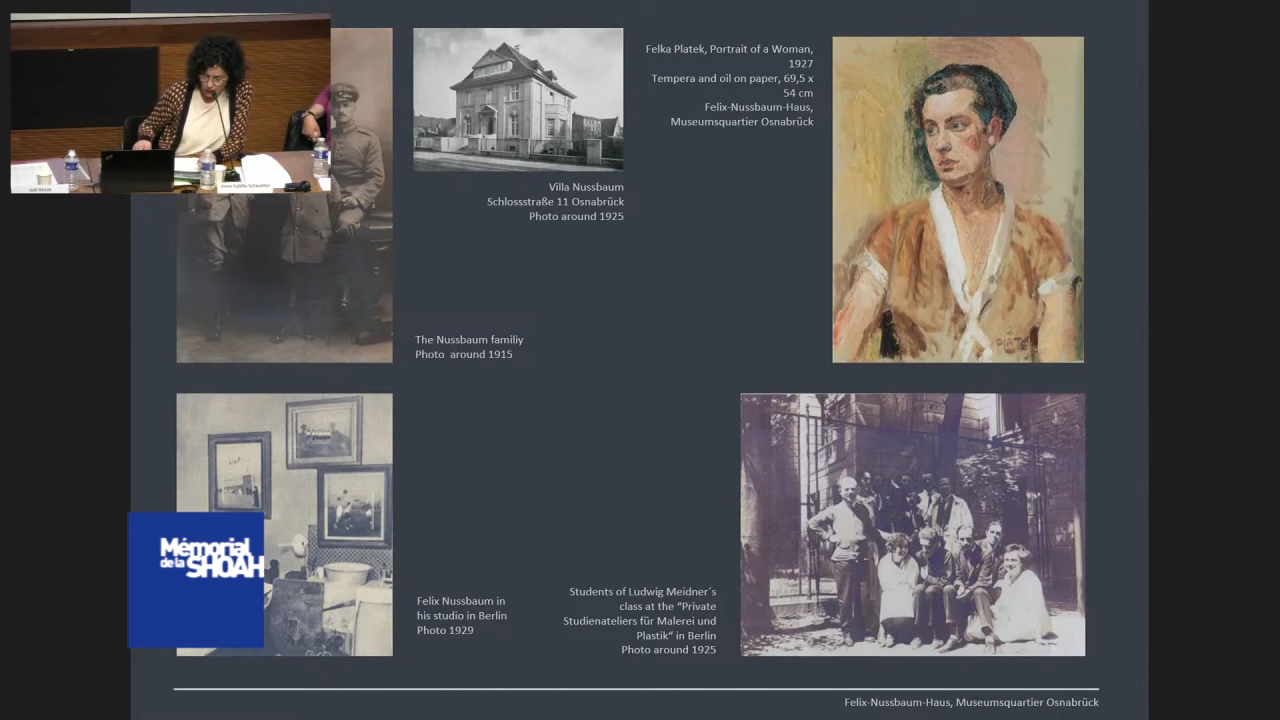 Felka Platek, Portrait of a Woman,
1927
Tempera and oil on paper, 69,5 x
54 cm
Felix-Nussbaum-Haus,
Museumsquartier Osnabrück
Villa Nussbaum
Schlossstraße 11 Osnabrück
Photo around 1925
The Nussbaum familiy
Photo around 1915
Mémorial
de la SHOAH
Felix Nussbaum in
his studio in Berlin
Photo 1929
Students of Ludwig Meidner´s
class at the “Private
Studienateliers für Malerei und
Plastik“ in Berlin
Photo around 1925
Felix-Nussbaum-Haus, Museumsquartier Osnabrück